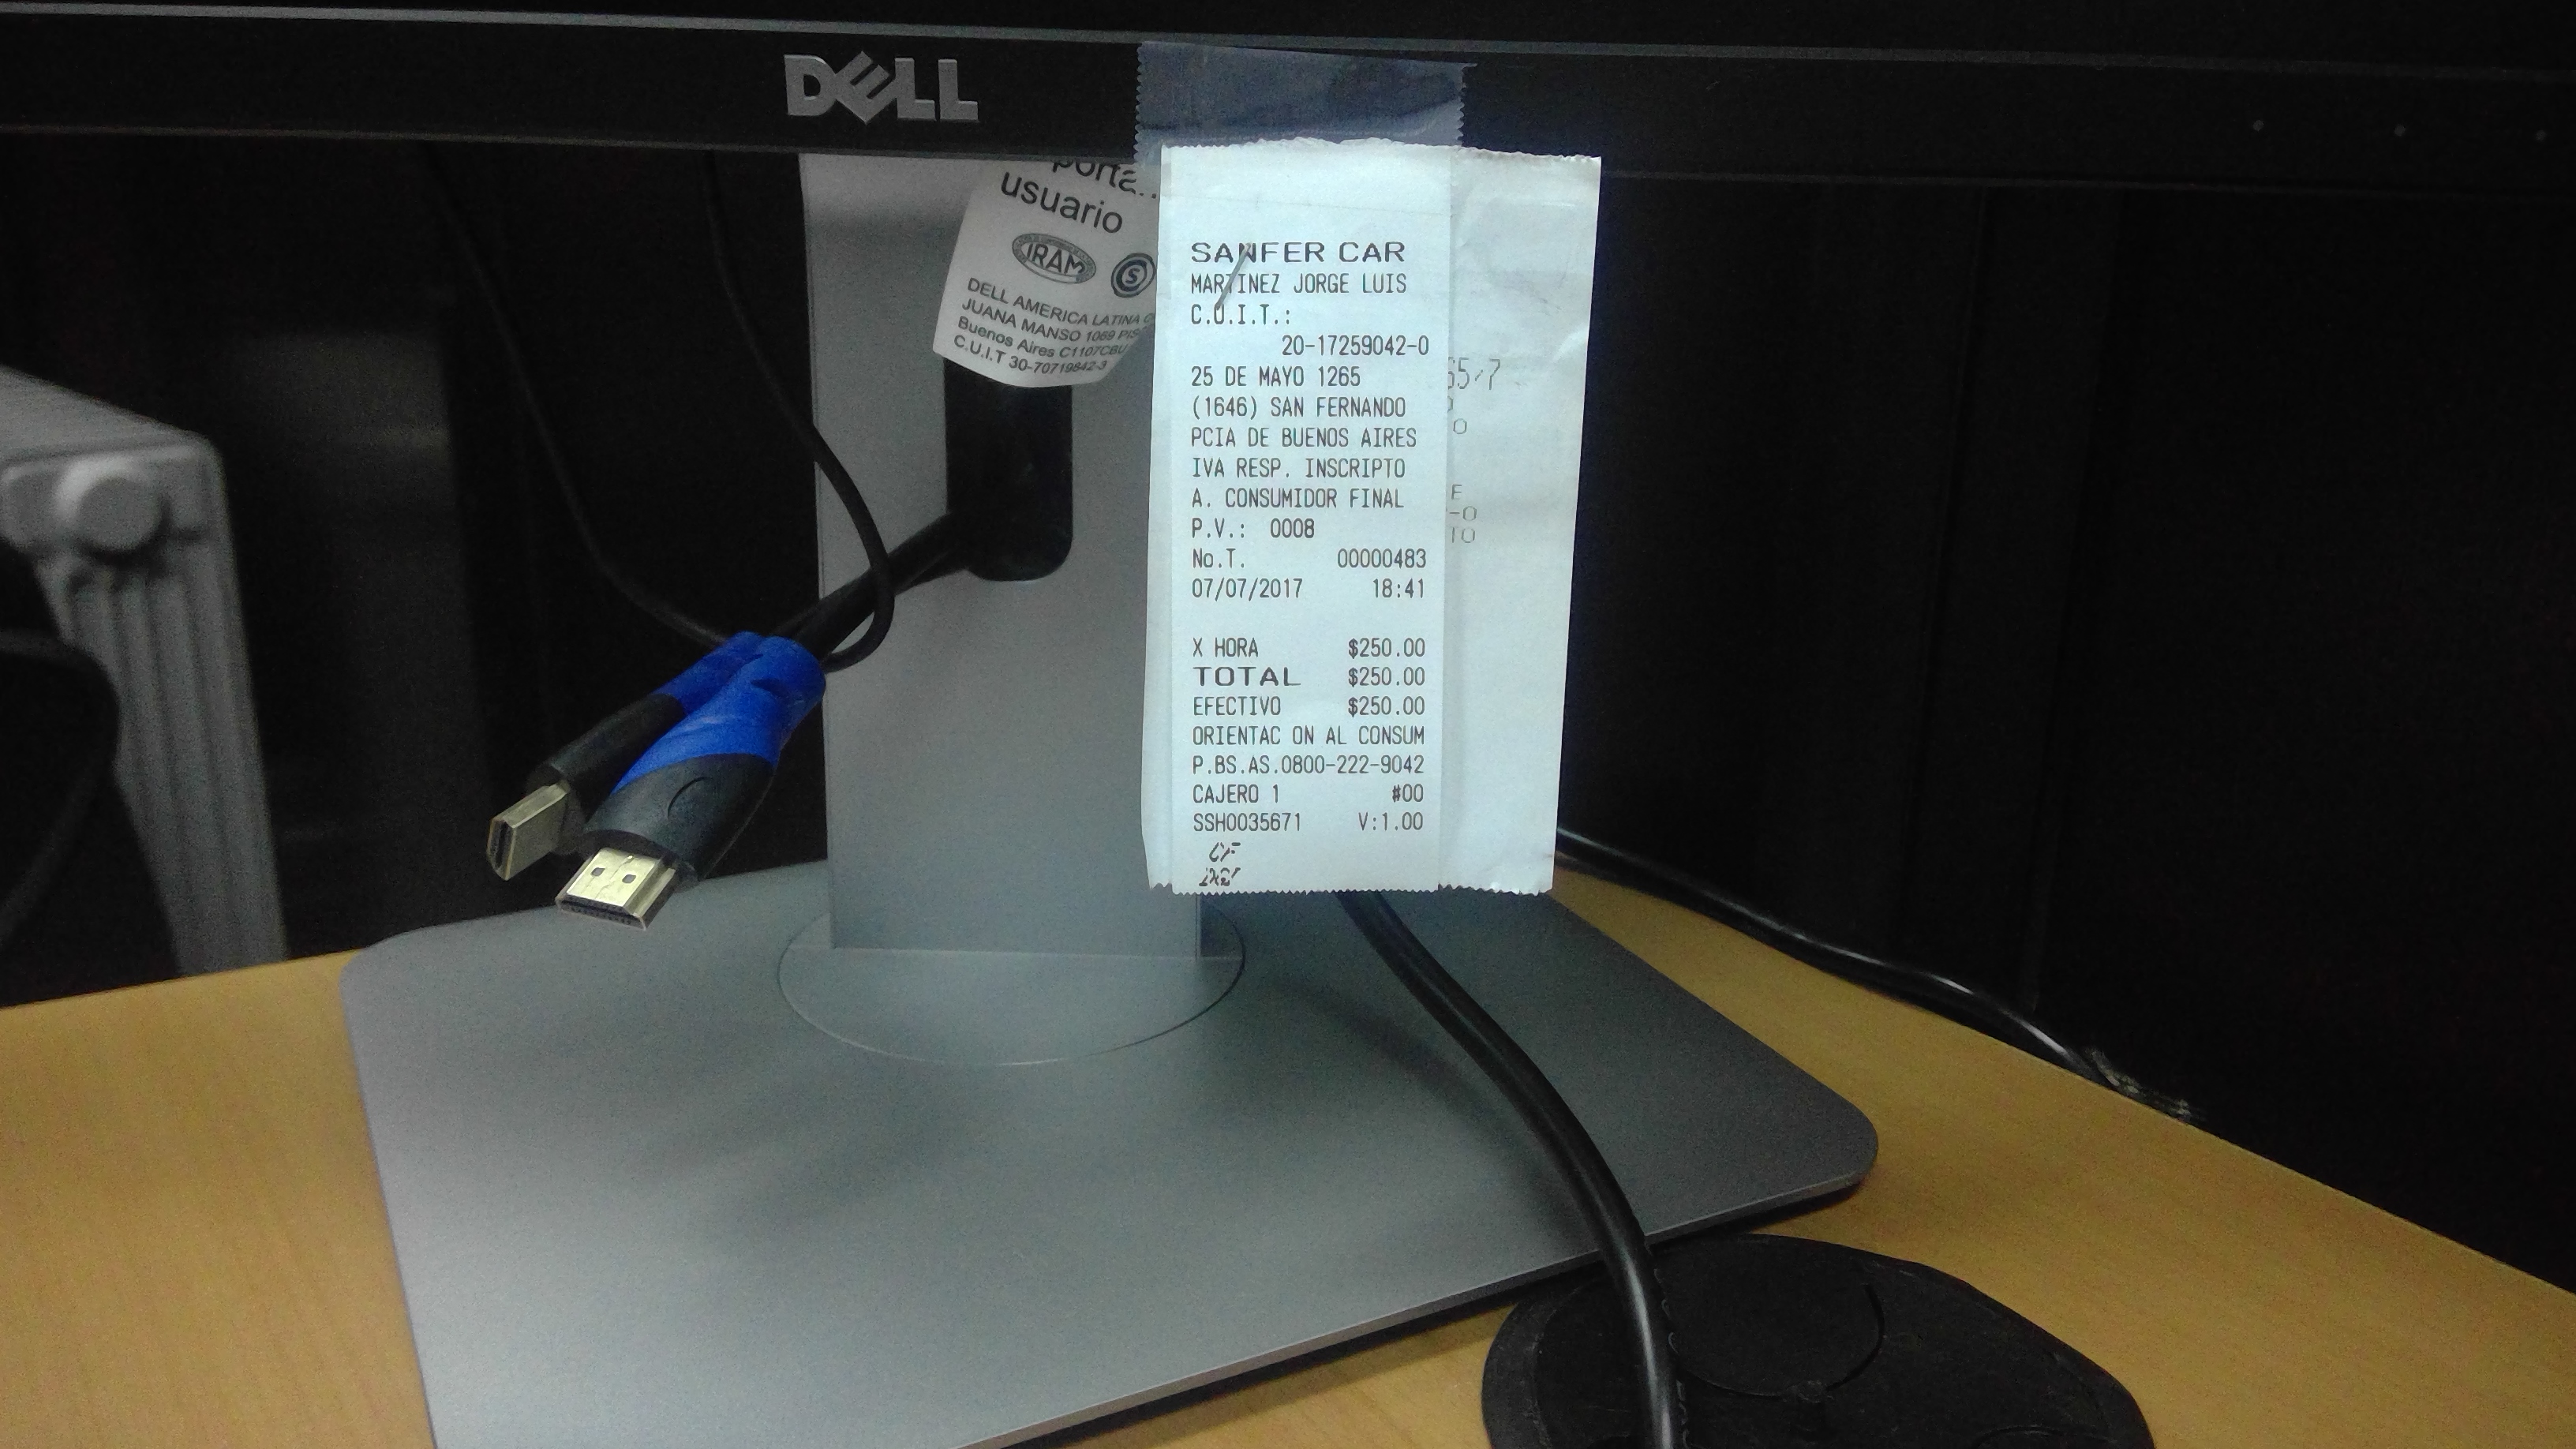 DELL
usuario
IRAM
S
DELL AMERICA LATINA
JUANA MANSO 1069
Buenos Aires C1107CBU
C.U.I.T 30-70719842-3
SANFER CAR
MARTINEZ JORGE LUIS
C.U.I.T.:
20-17259042-0
25 DE MAYO 1265
(1646) SAN FERNANDO
PCIA DE BUENOS AIRES
IVA RESP. INSCRIPTO
A. CONSUMIDOR FINAL
P.V.: 0008
No.T. 00000483
07/07/2017 18:41
X HORA $250.00
TOTAL $250.00
EFECTIVO $250.00
ORIENTAC ON AL CONSUM
P.BS.AS.0800-222-9042
CAJERO 1 #00
SSH0035671 V:1.00
CF